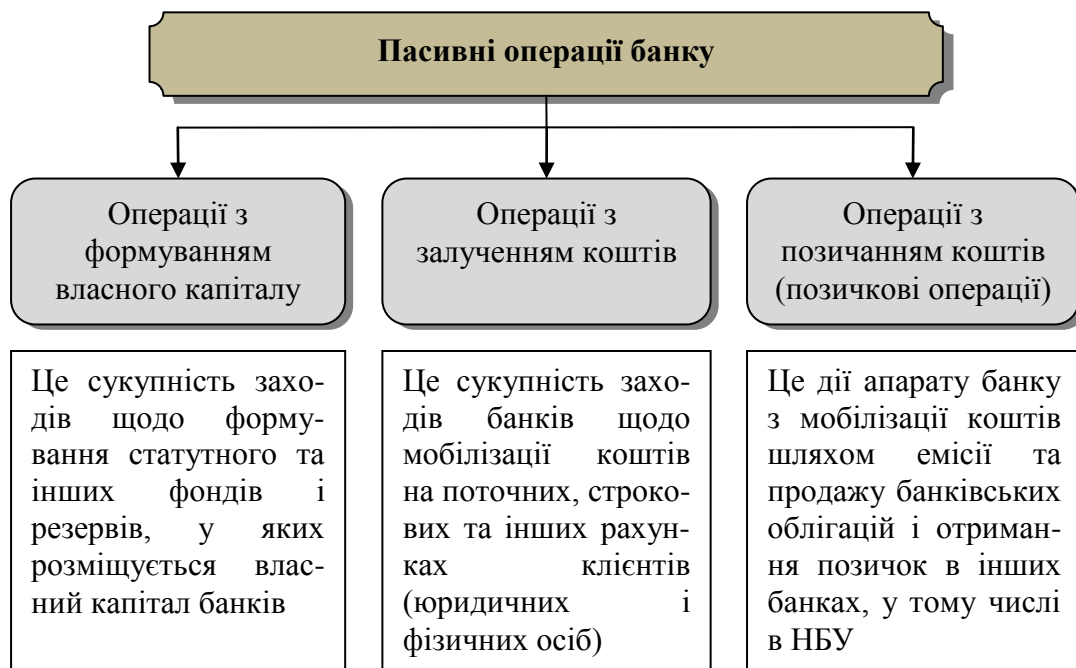 Пасивні операції банку
Операції з
формуванням
власного капіталу
Операції з
залученням коштів
Операції з
позичанням коштів
(позичкові операції)
Це сукупність захо-
дів щодо форму-
вання статутного та
інших фондів і
резервів, у яких
розміщується влас-
ний капітал банків
Це сукупність захо-
дів банків щодо
мобілізації коштів
на поточних, строко-
вих та інших рахун-
ках клієнтів
(юридичних і
фізичних осіб)
Це дії апарату банку
з мобілізації коштів
шляхом емісії та
продажу банківських
облігацій і отриман-
ня позичок в інших
банках, у тому числі
в НБУ